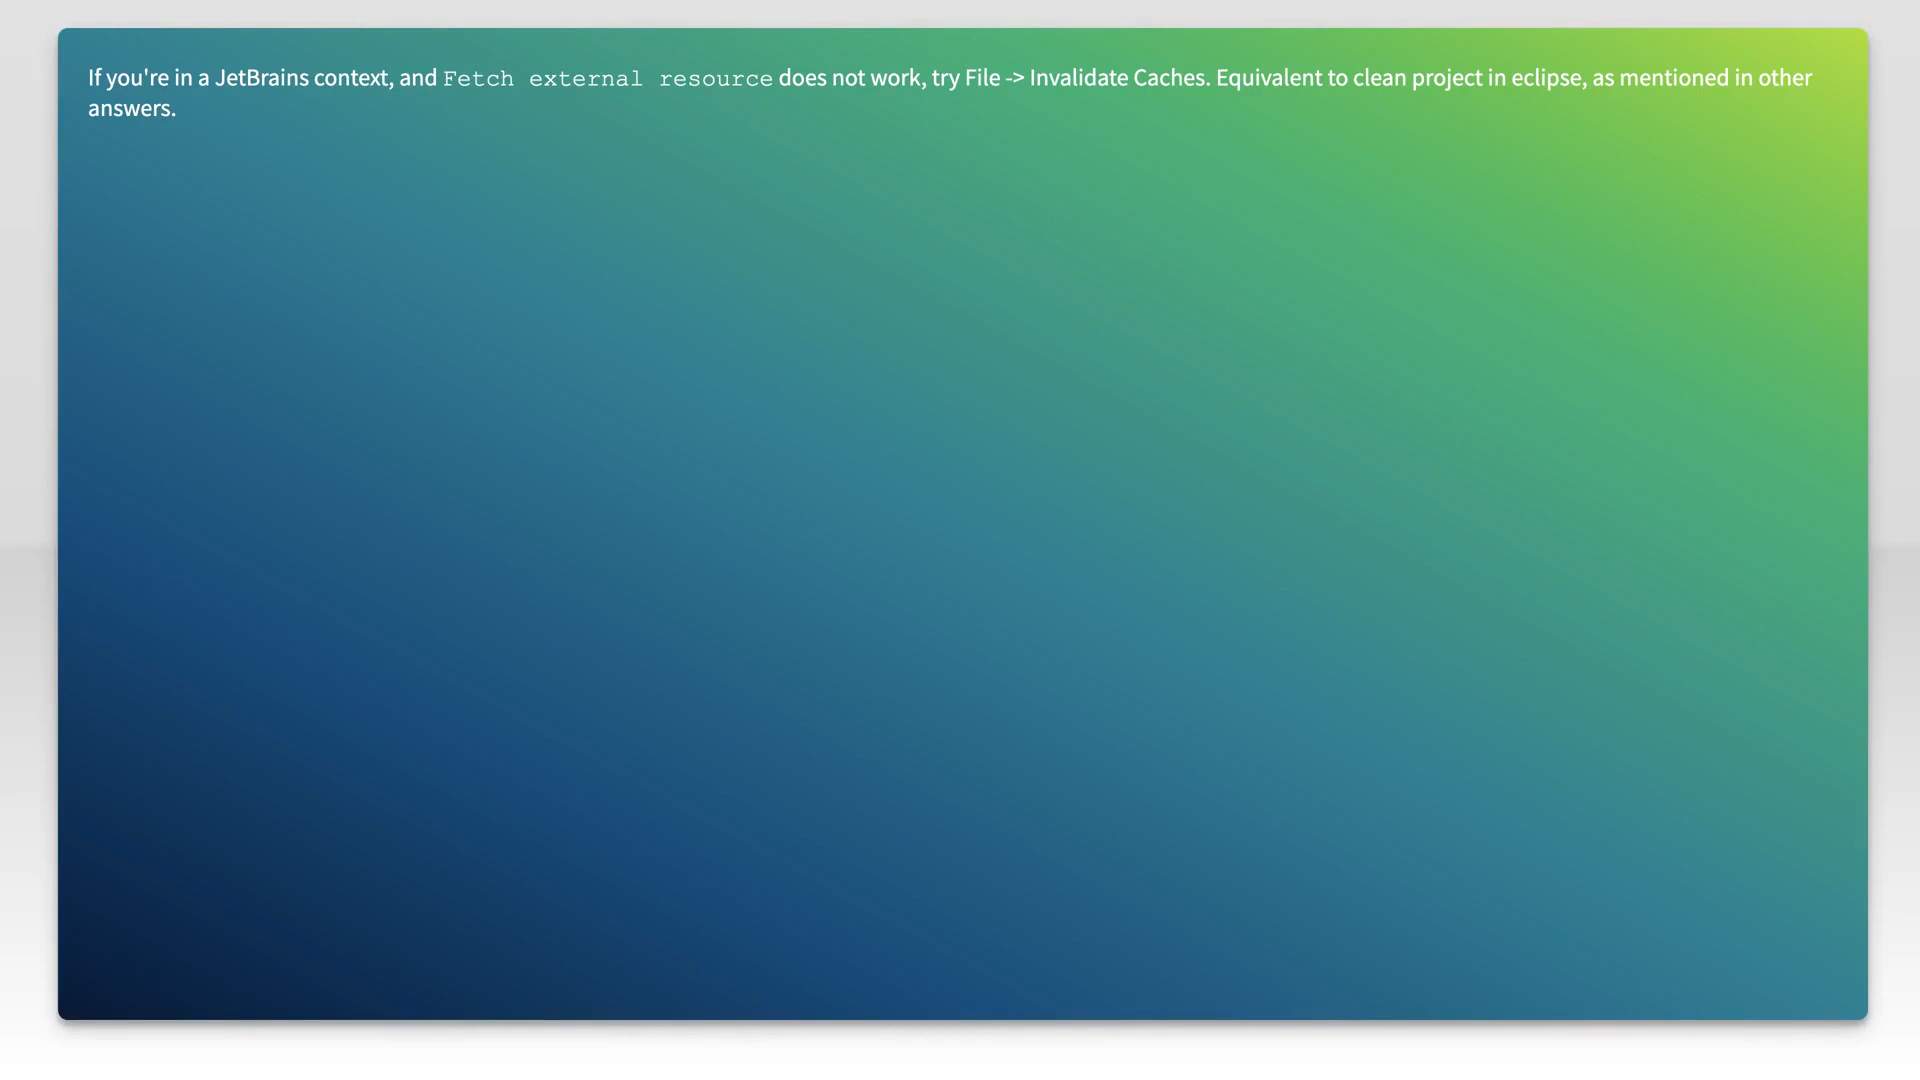 If you're in a JetBrains context, and Fetch external resource does not work, try File -> Invalidate Caches. Equivalent to clean project in eclipse, as mentioned in other
answers.